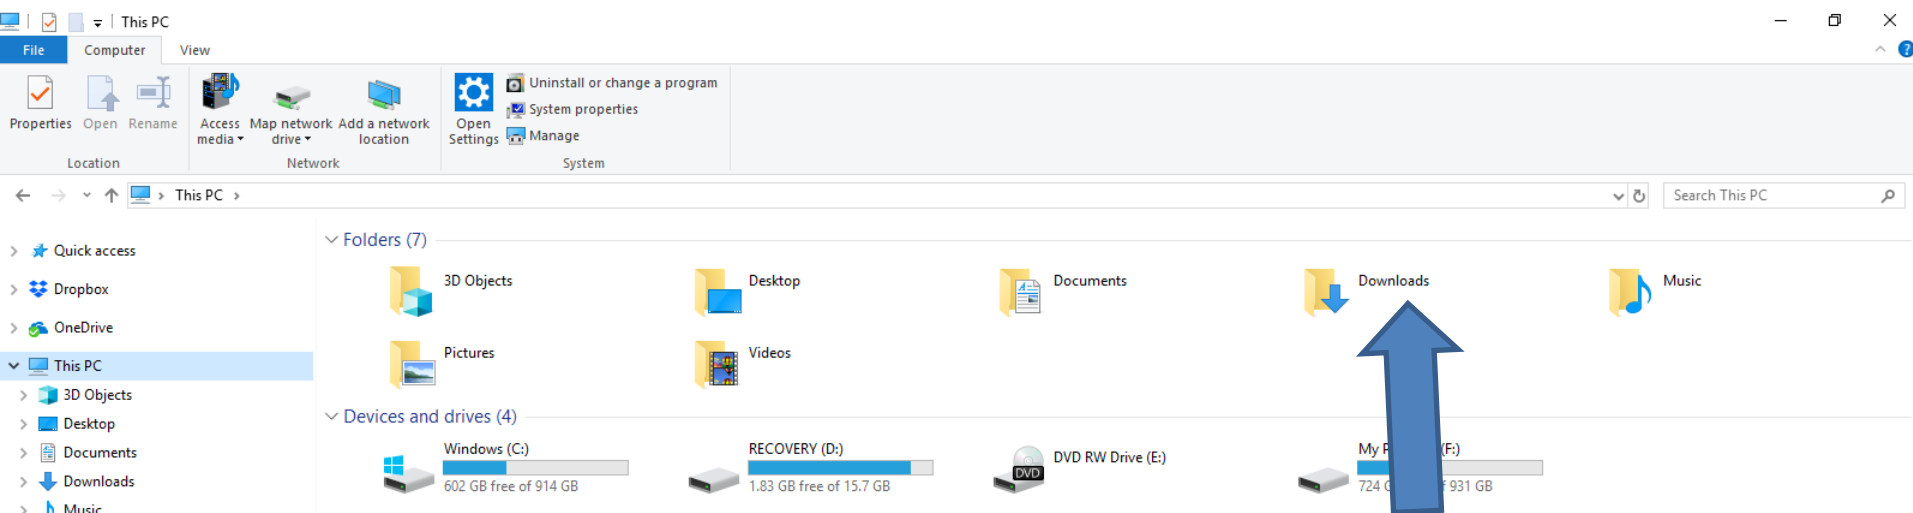 This PC
File Computer View
Properties Open Rename Access media Map network drive Add a network location Open Settings Uninstall or change a program
System properties
Manage
Location Network System
This PC
Search This PC
Quick access
Dropbox
OneDrive
This PC
3D Objects
Desktop
Documents
Downloads
Music
Folders (7)
3D Objects Desktop Documents Downloads Music
Pictures Videos
Devices and drives (4)
Windows (C:) RECOVERY (D:) DVD RW Drive (E:) My (F:)
602 GB free of 914 GB 1.83 GB free of 15.7 GB 724 931 GB
DVD